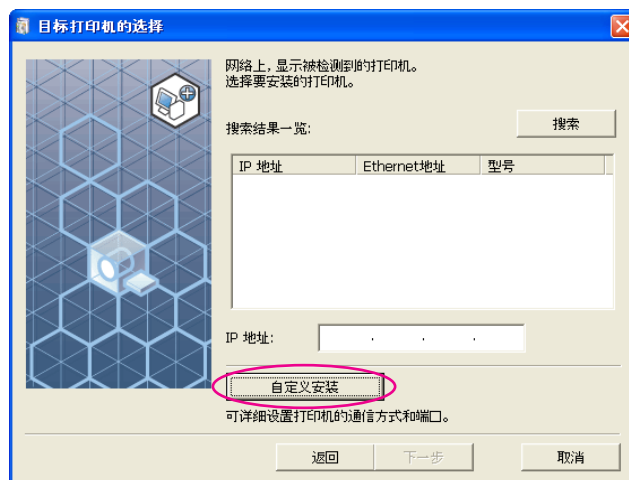 目标打印机的选择
网络上，显示被检测到的打印机。
选择要安装的打印机。
搜索结果一览:
搜索
IP 地址 Ethernet地址 型号
IP 地址:
. . .
自定义安装
可详细设置打印机的通信方式和端口。
返回 下一步 取消